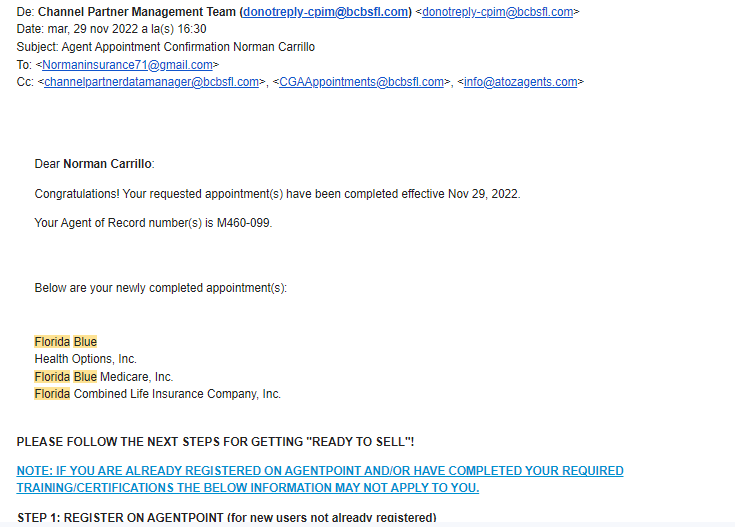 De: Channel Partner Management Team (donotreply-cpim@bcbsfl.com) <donotreply-cpim@bcbsfl.com>
Date: mar, 29 nov 2022 a la(s) 16:30
Subject: Agent Appointment Confirmation Norman Carrillo
To: <Normaninsurance71@gmail.com>
Cc: <channelpartnerdatamanager@bcbsfl.com>, <CGAAppointments@bcbsfl.com>, <info@atozagents.com>
Dear Norman Carrillo:
Congratulations! Your requested appointment(s) have been completed effective Nov 29, 2022.
Your Agent of Record number(s) is M460-099.
Below are your newly completed appointment(s):
Florida Blue
Health Options, Inc.
Florida Blue Medicare, Inc.
Florida Combined Life Insurance Company, Inc.
PLEASE FOLLOW THE NEXT STEPS FOR GETTING "READY TO SELL"!
NOTE: IF YOU ARE ALREADY REGISTERED ON AGENTPOINT AND/OR HAVE COMPLETED YOUR REQUIRED
TRAINING/CERTIFICATIONS THE BELOW INFORMATION MAY NOT APPLY TO YOU.
STEP 1: REGISTER ON AGENTPOINT (for new users not already registered)